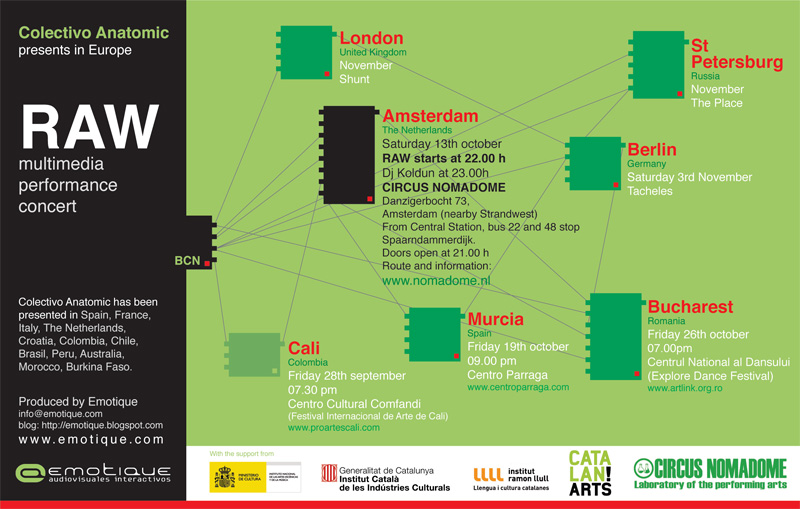 Colectivo Anatomic
presents in Europe
RAW
multimedia
performance
concert
BCN
Colectivo Anatomic has been
presented in Spain, France,
Italy, The Netherlands,
Croatia, Colombia, Chile,
Brasil, Peru, Australia,
Morocco, Burkina Faso.
Produced by Emotique
info@emotique.com
blog: http://emotique.blogspot.com
www.emotique.com
emotique
audiovisuales interactivos
London
United Kingdom
November
Shunt
St
Petersburg
Russia
November
The Place
Amsterdam
The Netherlands
Saturday 13th october
RAW starts at 22.00 h
Dj Koldun at 23.00h
CIRCUS NOMADOME
Danzigerbocht 73,
Amsterdam (nearby Strandwest)
From Central Station, bus 22 and 48 stop
Spaarndammerdijk.
Doors open at 21.00 h
Route and information:
www.nomadome.nl
Berlin
Germany
Saturday 3rd November
Tacheles
Cali
Colombia
Friday 28th september
07.30 pm
Centro Cultural Comfandi
(Festival Internacional de Arte de Cali)
www.proartescali.com
Murcia
Spain
Friday 19th october
09.00 pm
Centro Parraga
www.centroparraga.com
Bucharest
Romania
Friday 26th october
07.00pm
Centrul National al Dansului
(Explore Dance Festival)
www.artlink.org.ro
With the support from
MINISTERIO
DE CULTURA
INSTITUTO NACIONAL
DE LAS ARTES ESCÉNICAS
Y DE LA MÚSICA
Generalitat de Catalunya
Institut Català
de les Indústries Culturals
institut
ramon llull
Llengua i cultura catalanes
CATA
LAN!
ARTS
CIRCUS NOMADOME
Laboratory of the performing arts